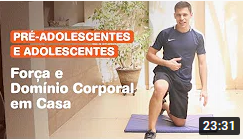 PRÉ-ADOLESCENTES
E ADOLESCENTES
Força e
Domínio Corporal
em Casa
23:31